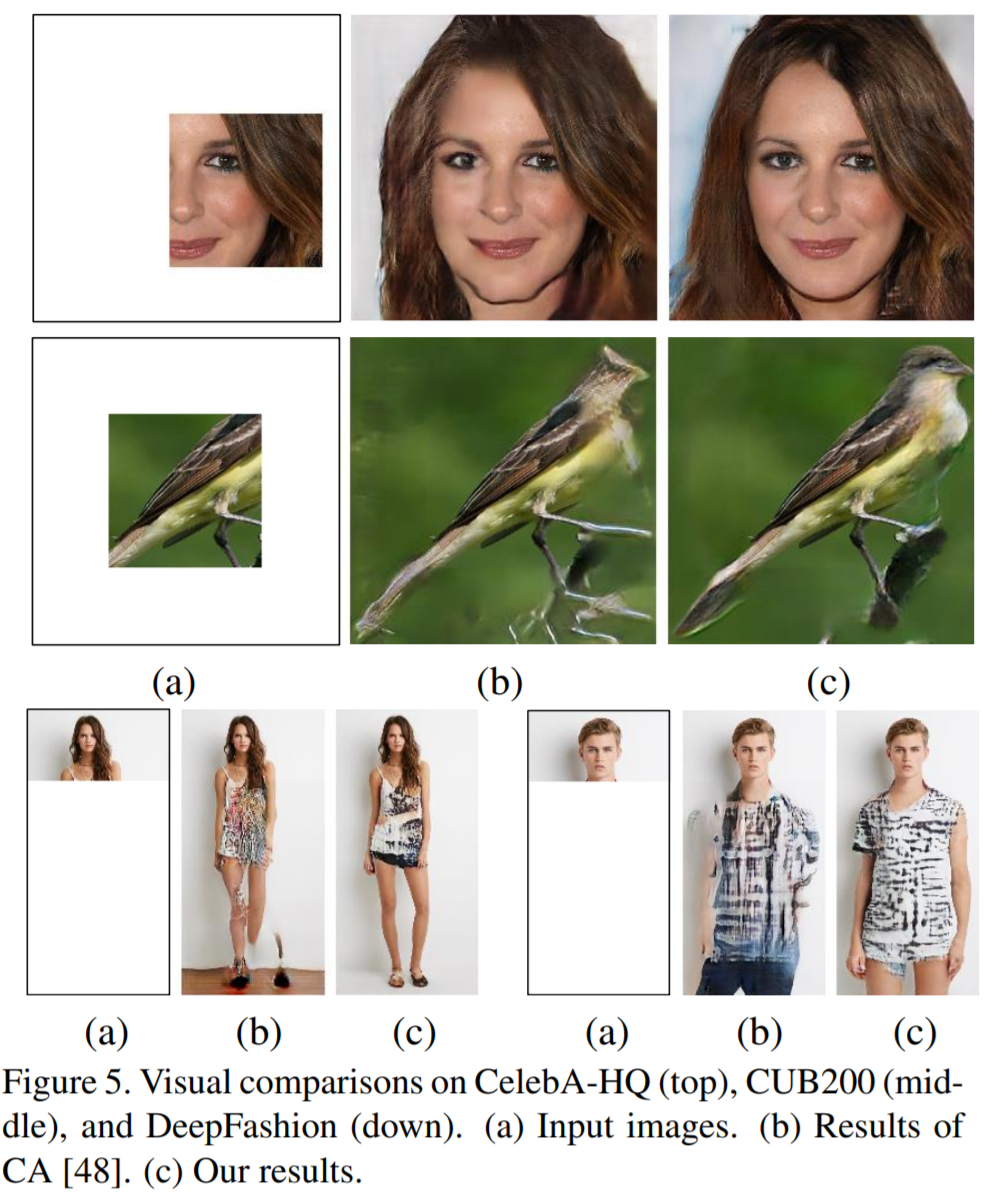 (a) (b) (c)
(a) (b) (c) (a) (b) (c)
Figure 5. Visual comparisons on CelebA-HQ (top), CUB200 (mid-
dle), and DeepFashion (down). (a) Input images. (b) Results of
CA [48]. (c) Our results.